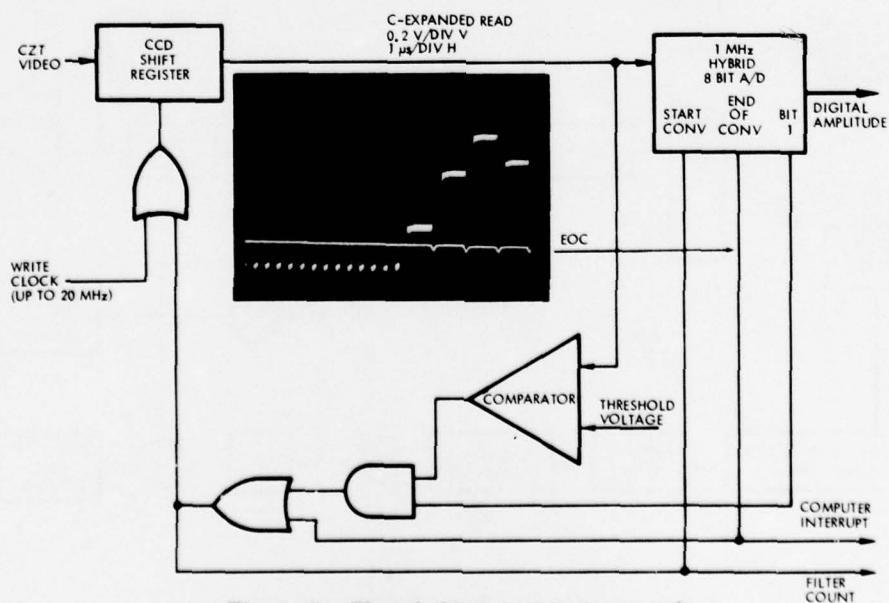 CZT
VIDEO
CCD
SHIFT
REGISTER
C-EXPANDED READ
0.2 V/DIV V
1 μs/DIV H
1 MHz
HYBRID
8 BIT A/D
START
CONV
END
OF
CONV
BIT
1
DIGITAL
AMPLITUDE
EOC
WRITE
CLOCK
(UP TO 20 MHz)
COMPARATOR
THRESHOLD
VOLTAGE
COMPUTER
INTERRUPT
FILTER
COUNT